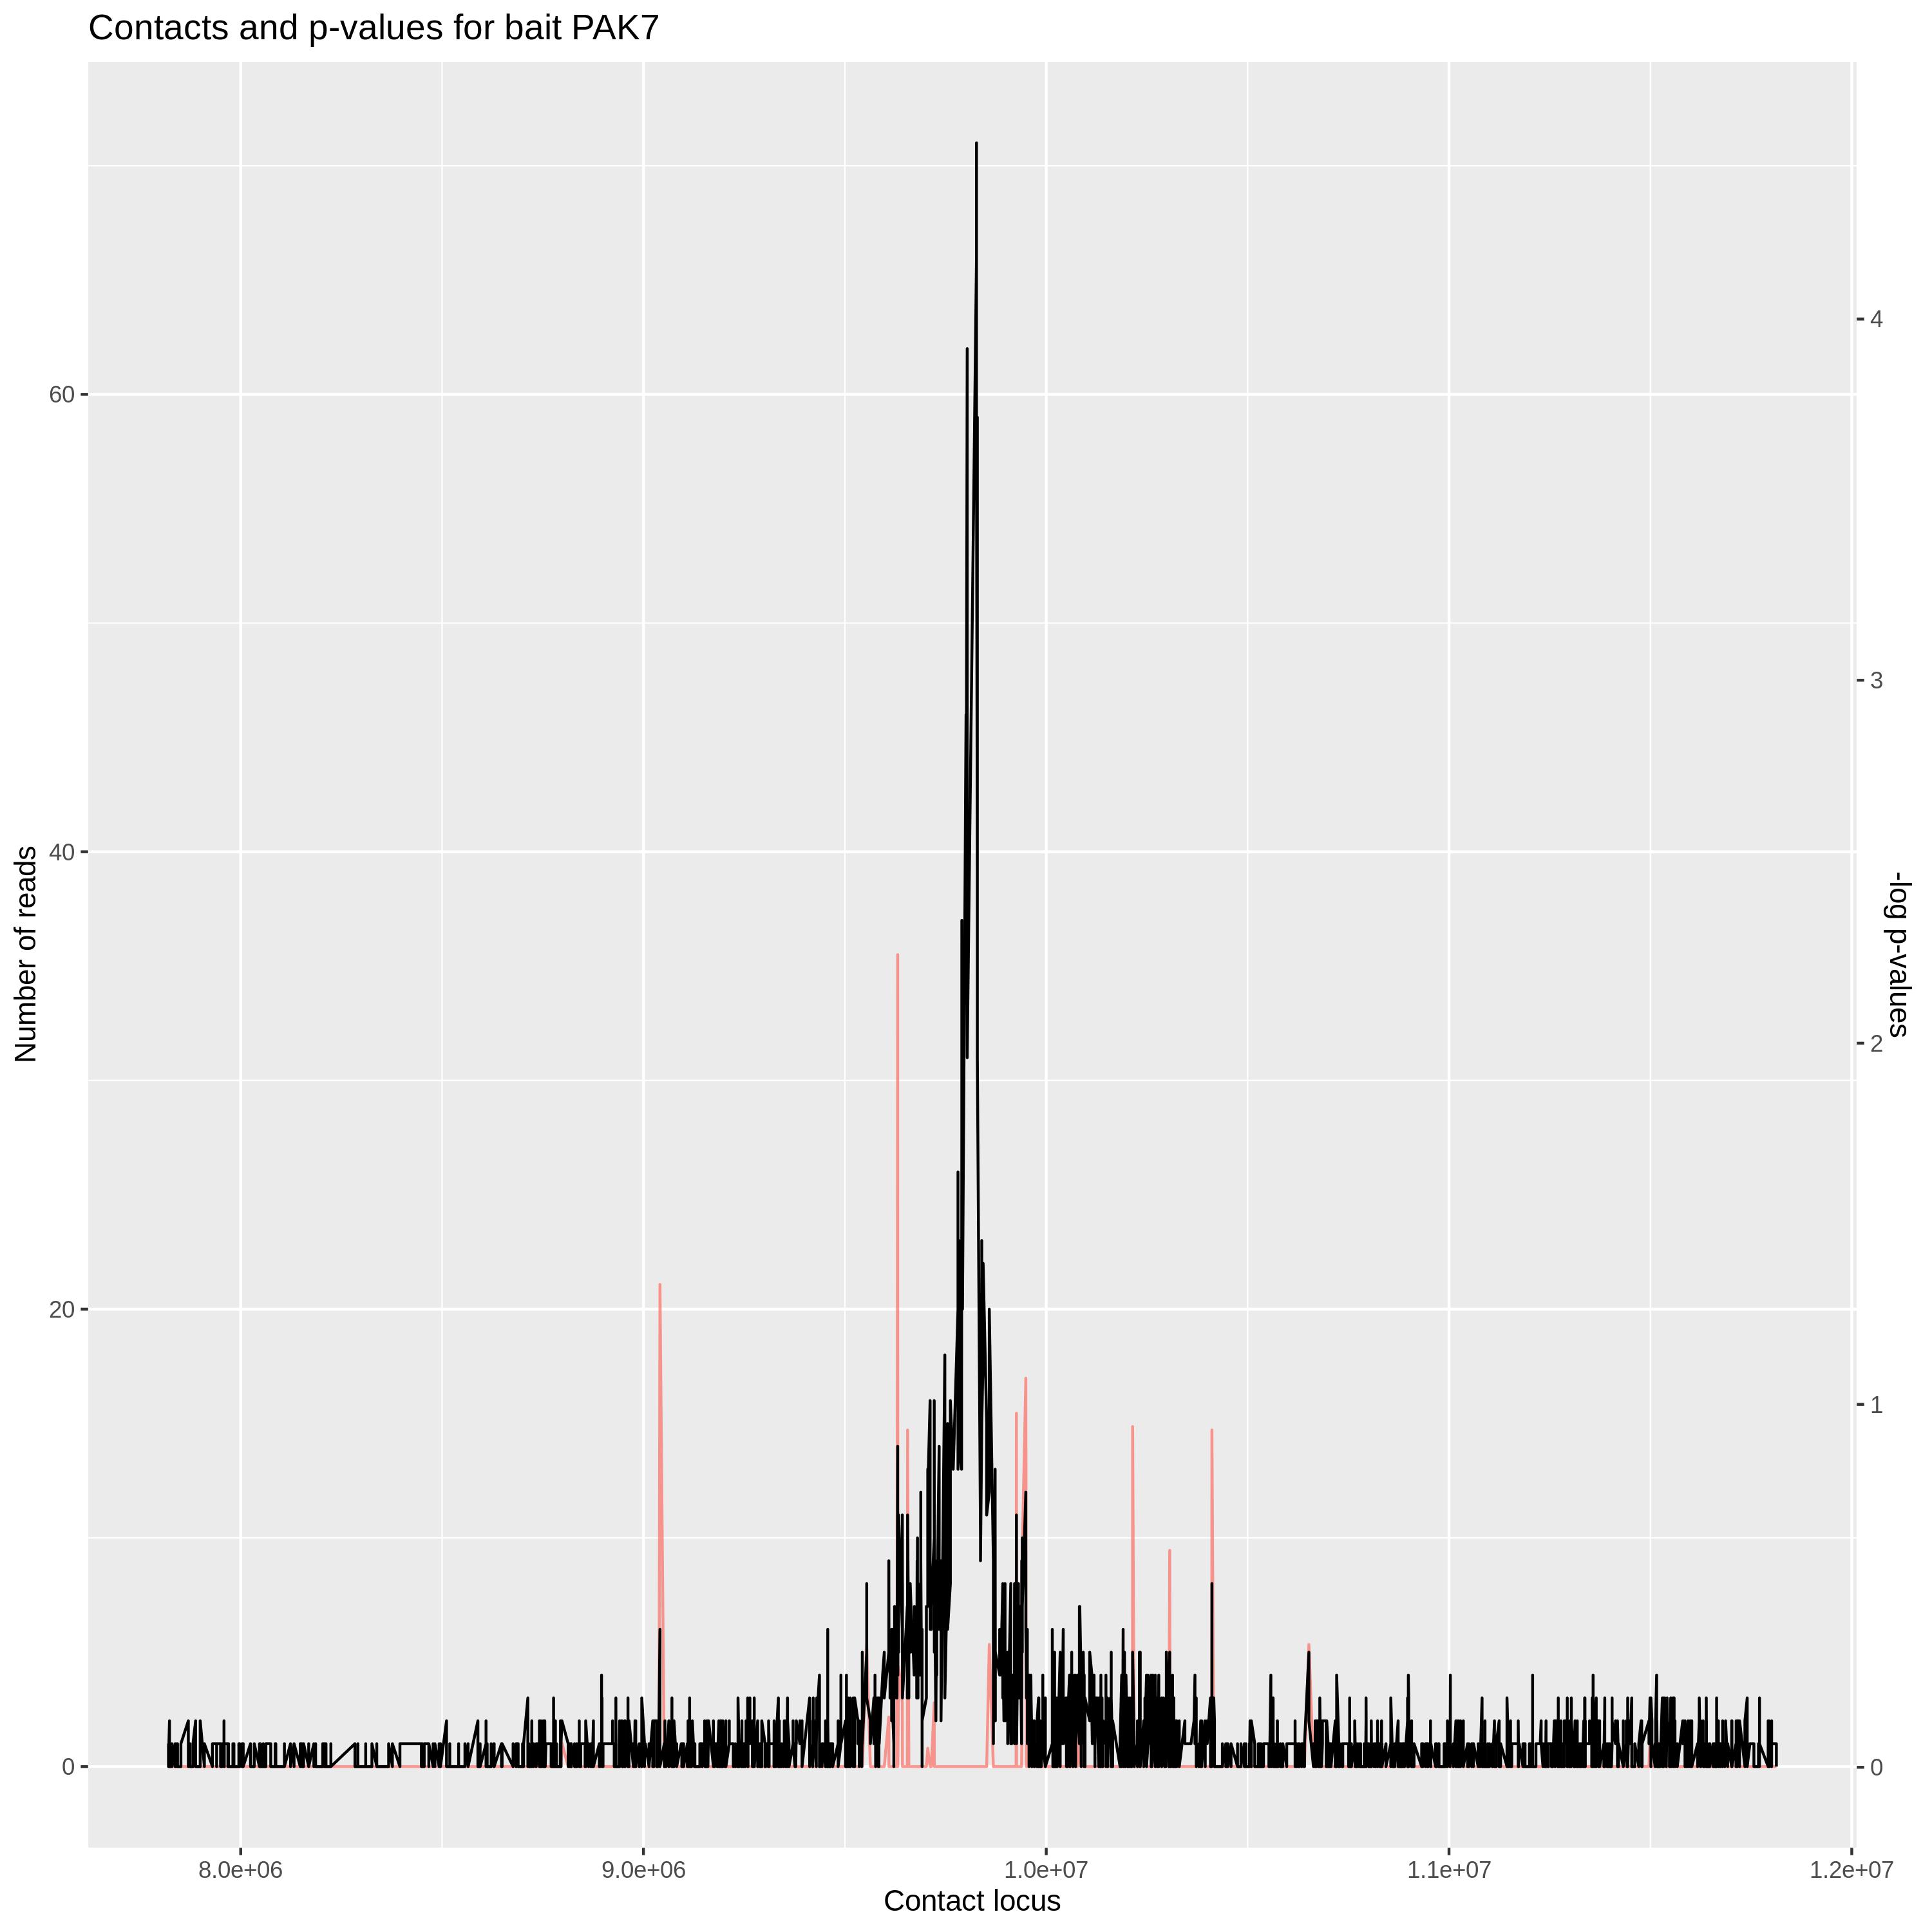 Contacts and p-values for bait PAK7
60
40
20
0
Number of reads
4
3
2
1
0
-log p-values
8.0e+06
9.0e+06
1.0e+07
1.1e+07
1.2e+07
Contact locus